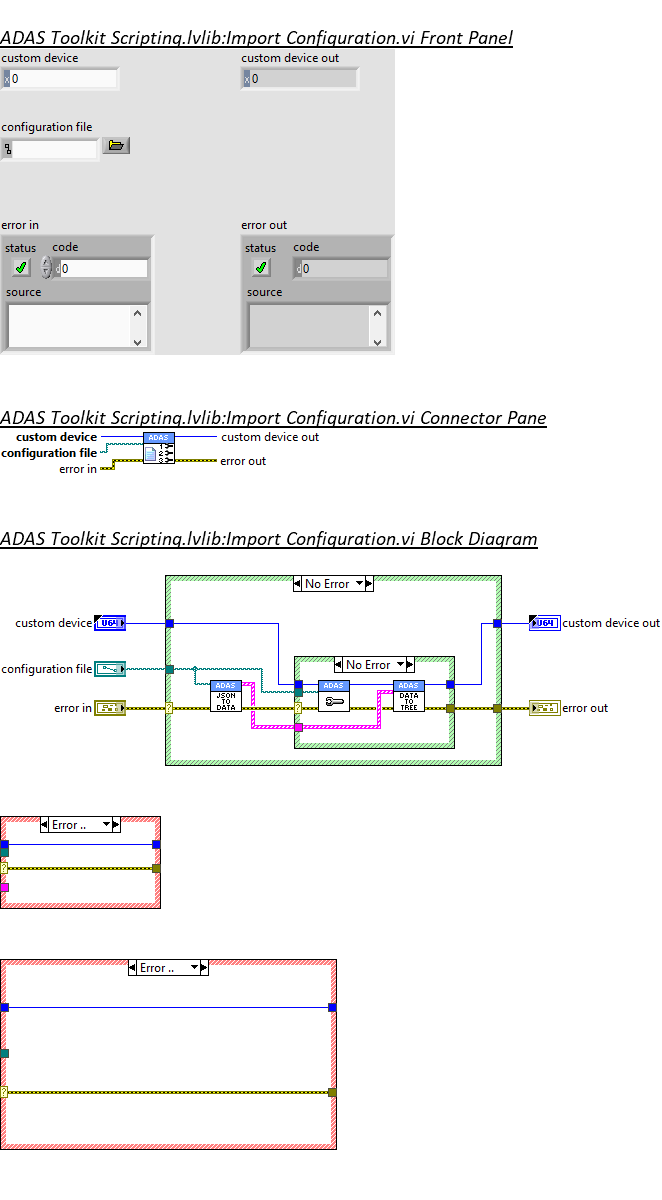 ADAS Toolkit Scripting.lvlib:Import Configuration.vi Front Panel
custom device
custom device out
x 0
x 0
configuration file
error in
error out
status code
status code
d 0
d 0
source
source
ADAS Toolkit Scripting.lvlib:Import Configuration.vi Connector Pane
custom device
ADAS
custom device out
configuration file
1
2
3
error in
error out
ADAS Toolkit Scripting.lvlib:Import Configuration.vi Block Diagram
No Error
custom device
U64
U64
custom device out
configuration file
No Error
ADAS
JSON
TO
DATA
ADAS
ADAS
DATA
TO
TREE
error in
?
?
error out
Error ..
?
Error ..
?